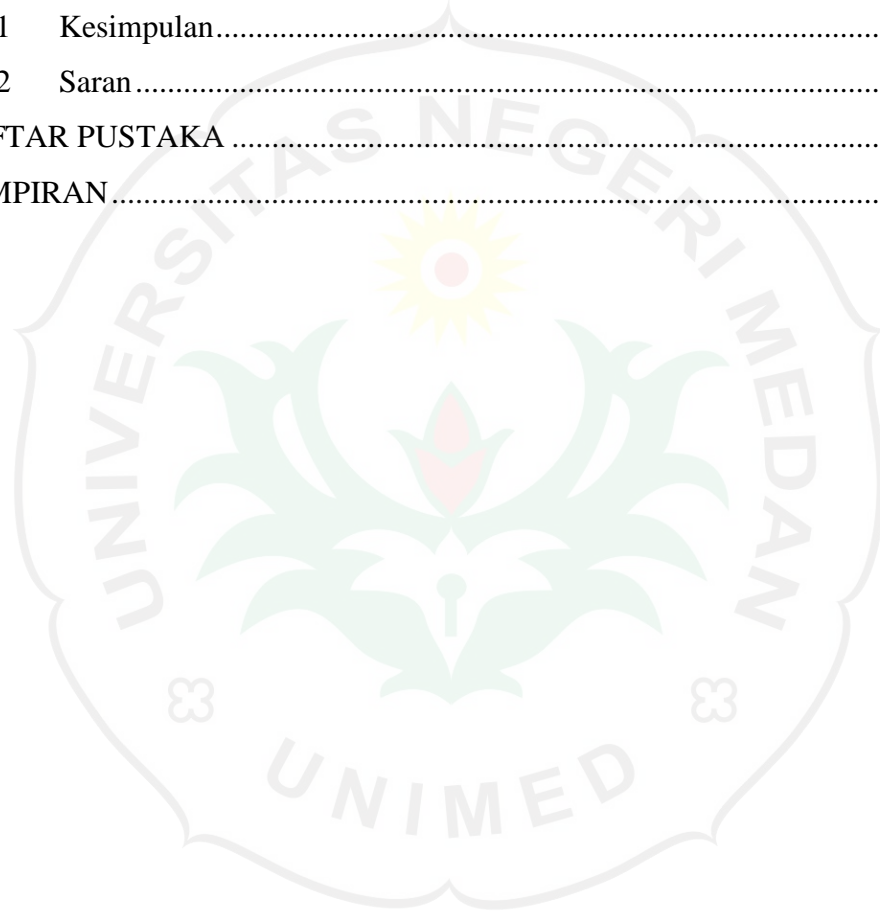 1 Kesimpulan................................................................................
2 Saran..........................................................................................
FTAR PUSTAKA ................................................................................
MPIRAN................................................................................................
UNIVERSITAS NEGERI MEDAN
UNIMED